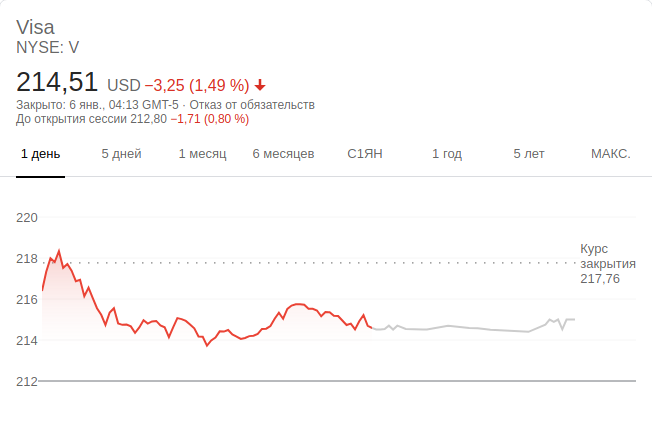 Visa
NYSE: V
214,51 USD −3,25 (1,49 %)
Закрыто: 6 янв., 04:13 GMT-5 · Отказ от обязательств
До открытия сессии 212,80 −1,71 (0,80 %)
1 день 5 дней 1 месяц 6 месяцев С1ЯН 1 год 5 лет МАКС.
220
218
216
214
212
Курс
закрытия
217,76